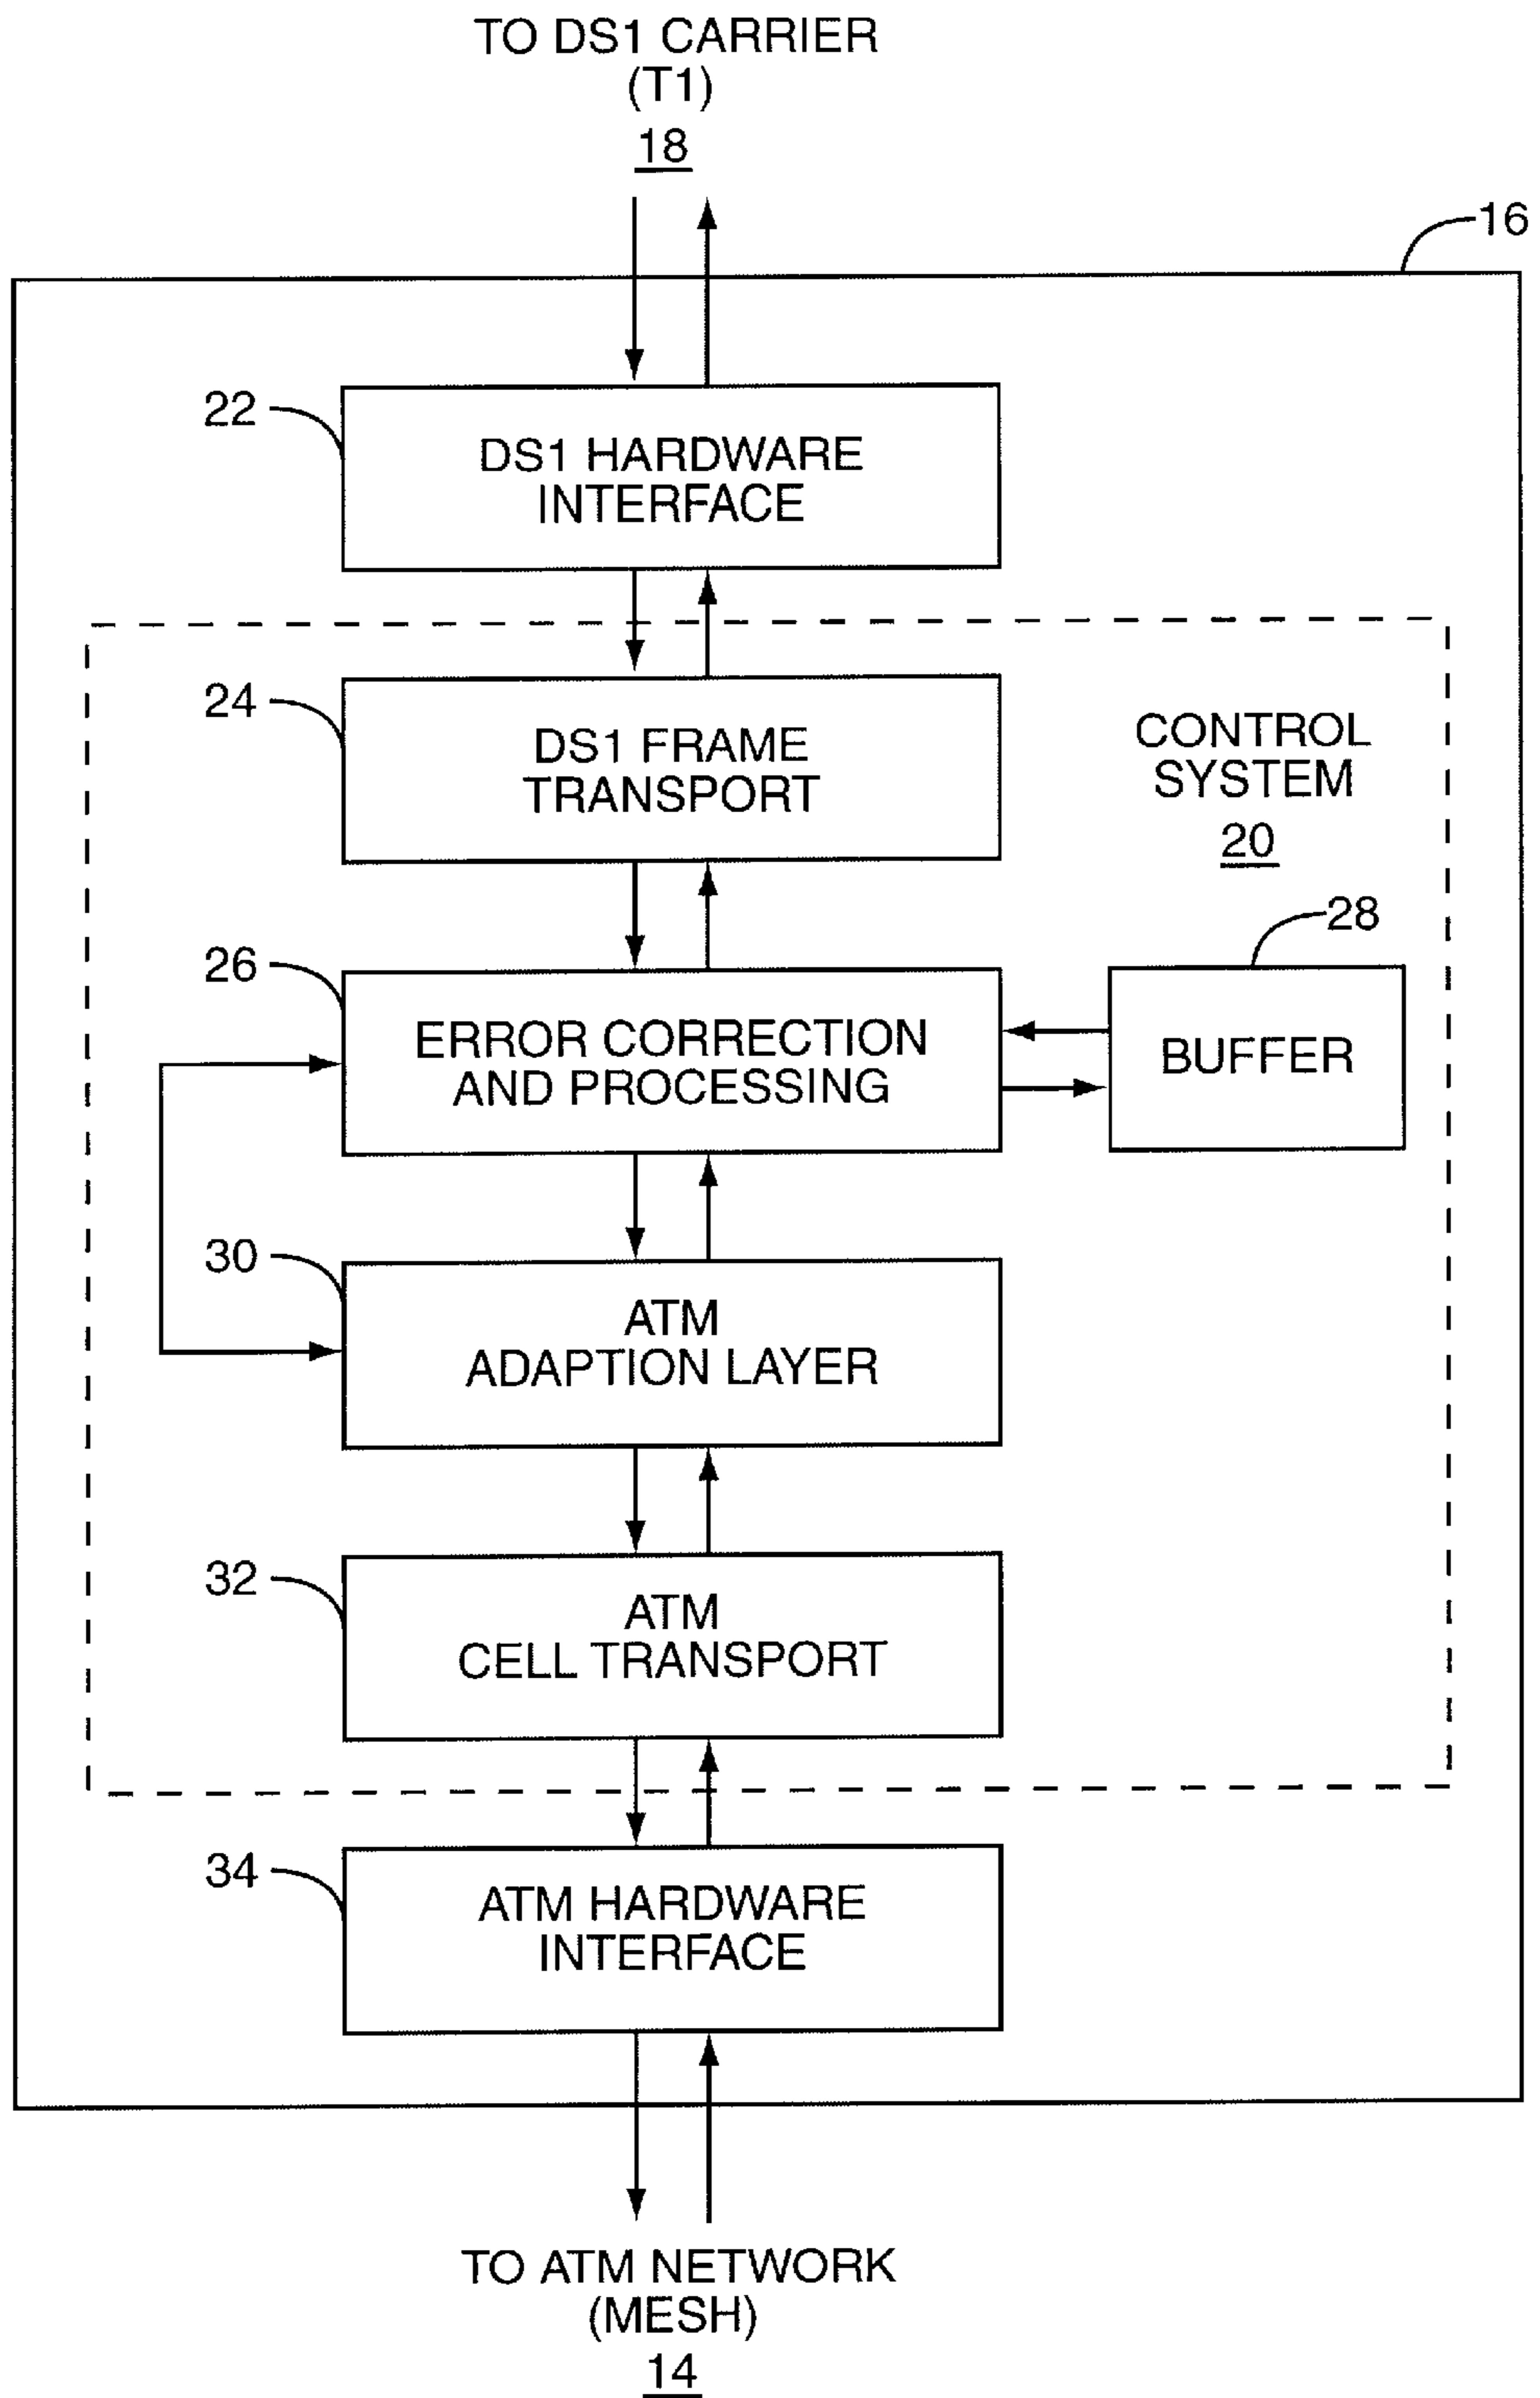 TO DS1 CARRIER
(T1)
18
16
22
DS1 HARDWARE
INTERFACE
24
DS1 FRAME
TRANSPORT
CONTROL
SYSTEM
20
26
ERROR CORRECTION
AND PROCESSING
28
BUFFER
30
ATM
ADAPTION LAYER
32
ATM
CELL TRANSPORT
34
ATM HARDWARE
INTERFACE
TO ATM NETWORK
(MESH)
14